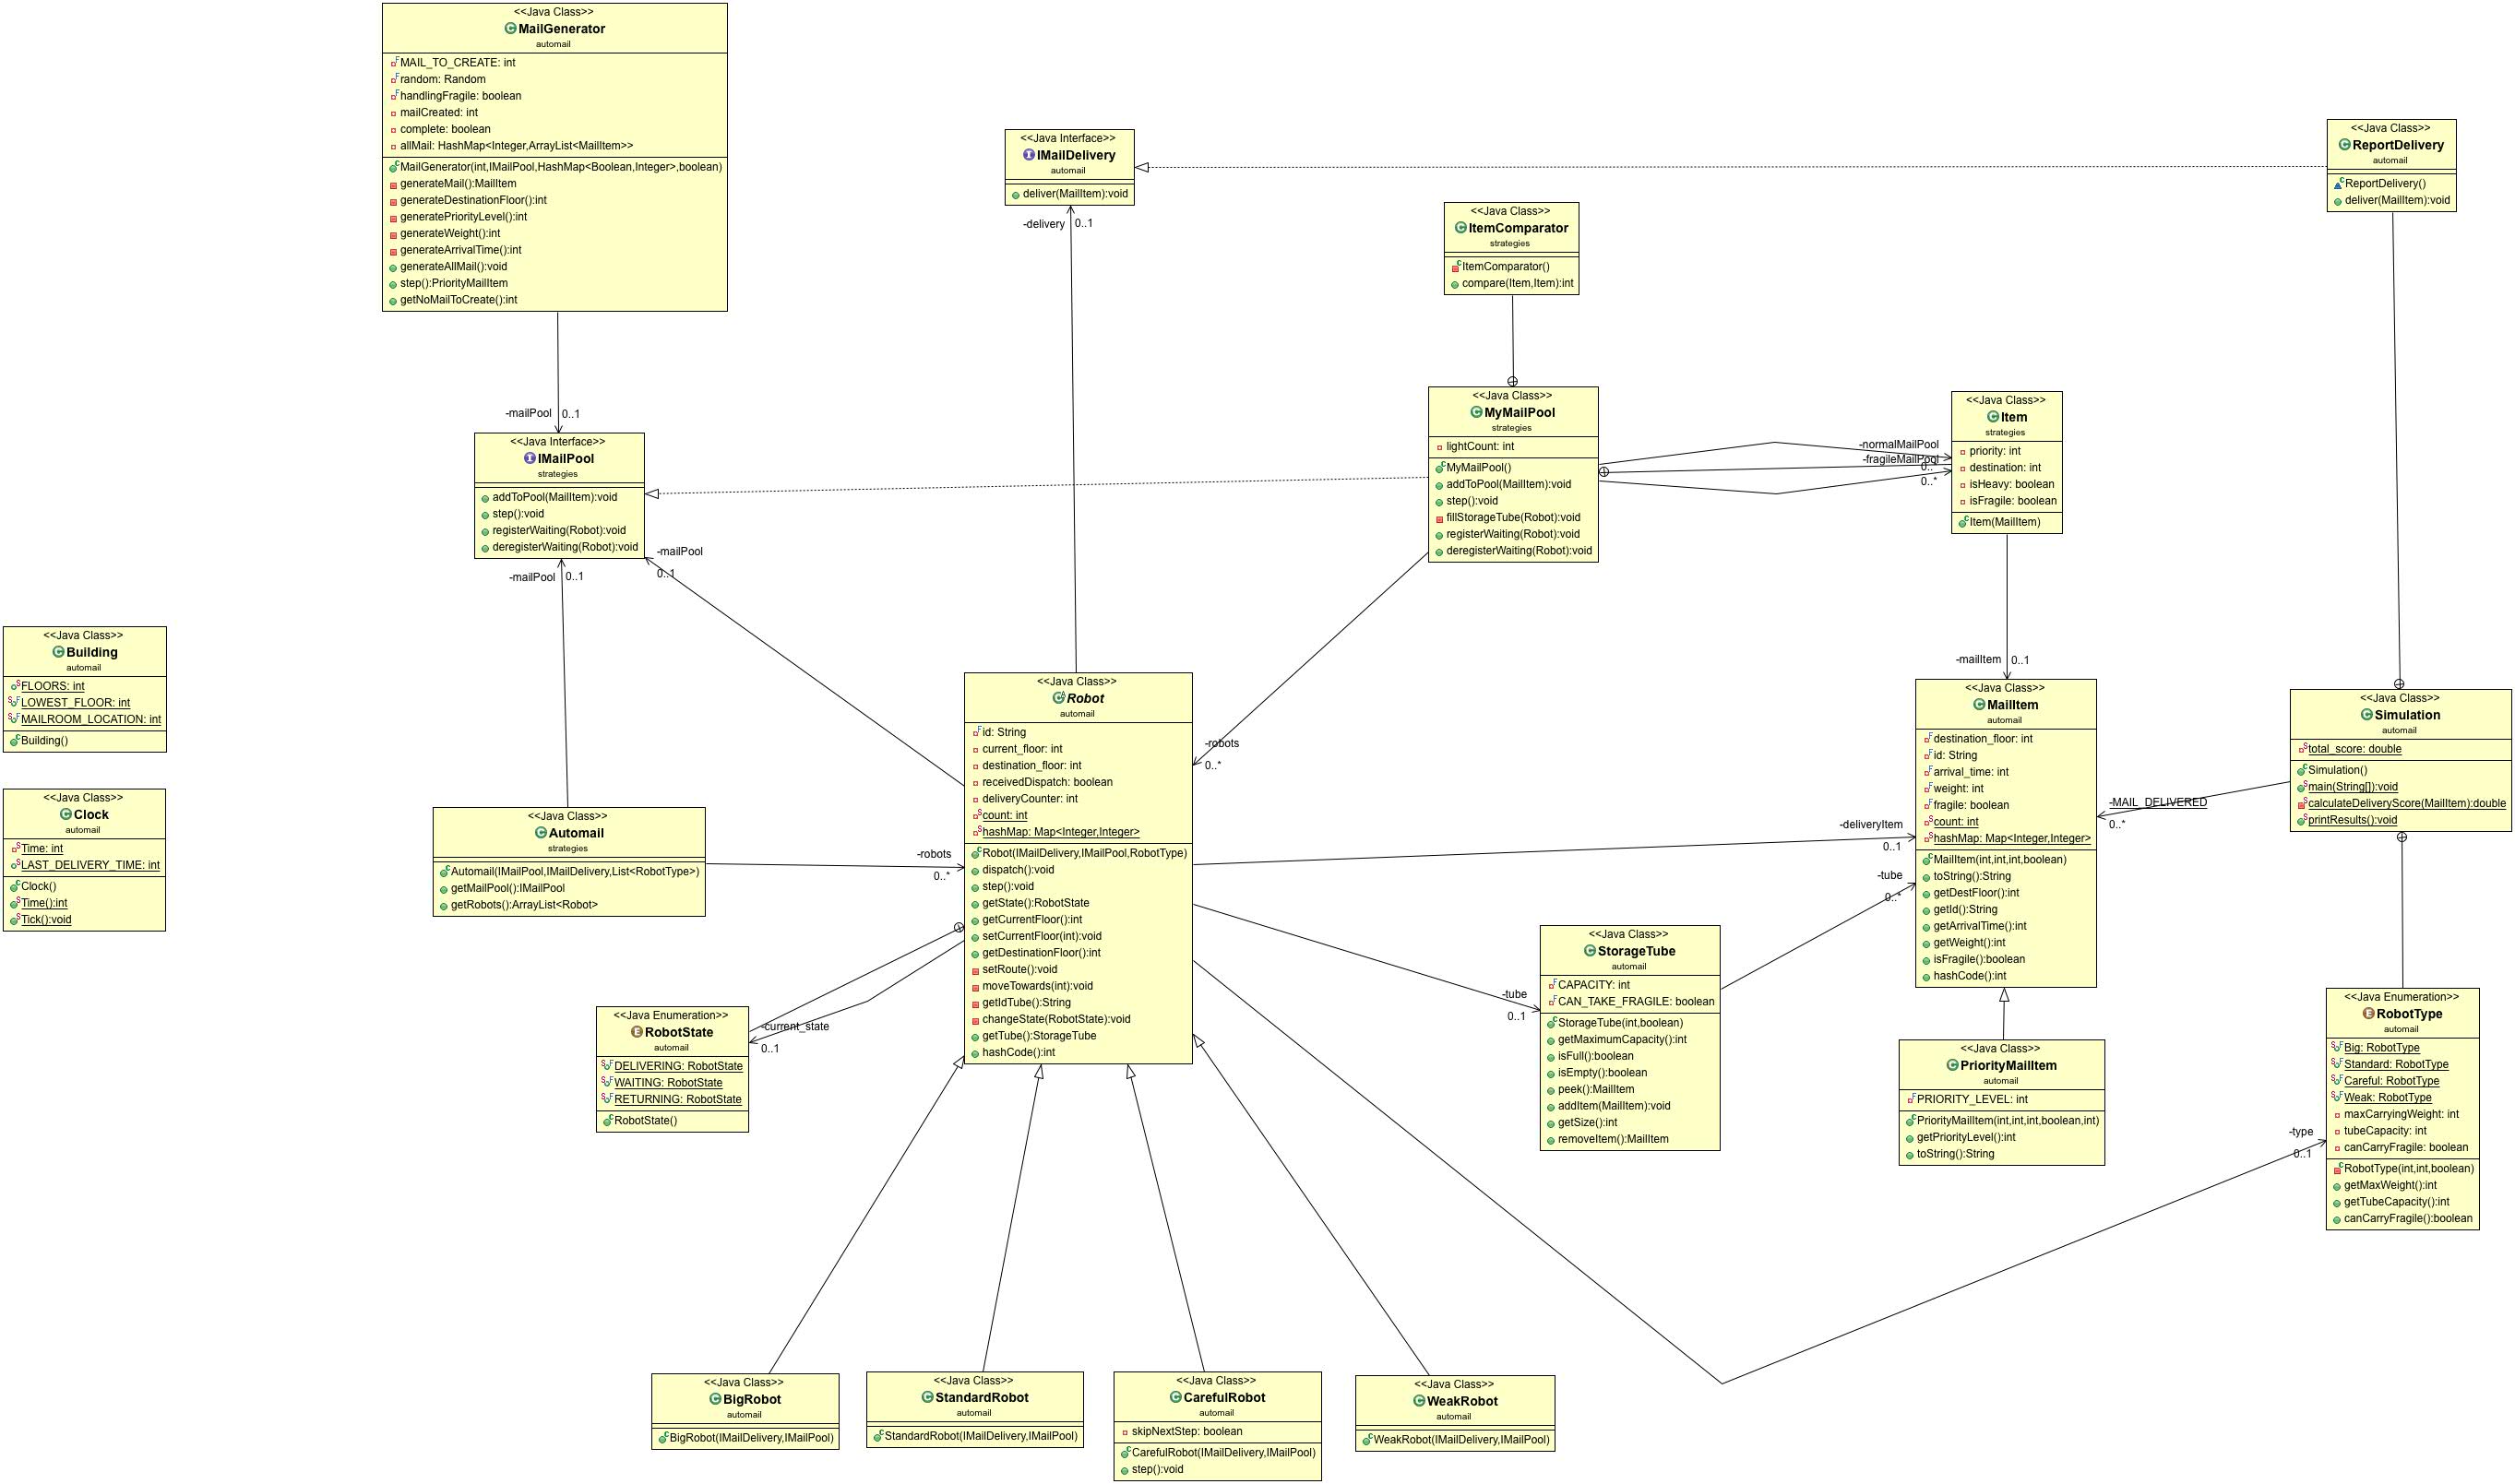 <<Java Class>>
MailGenerator
automail
MAIL_TO_CREATE: int
random: Random
handlingFragile: boolean
mailCreated: int
complete: boolean
allMail: HashMap<Integer,ArrayList<MailItem>>
MailGenerator(int,IMailPool,HashMap<Boolean,Integer>,boolean)
generateMail():MailItem
generateDestinationFloor():int
generatePriorityLevel():int
generateWeight():int
generateArrivalTime():int
generateAllMail():void
step():PriorityMailItem
getNoMailToCreate():int
-mailPool
0..1
<<Java Interface>>
IMailDelivery
automail
deliver(MailItem):void
-delivery
0..1
<<Java Class>>
ReportDelivery
automail
ReportDelivery()
deliver(MailItem):void
<<Java Class>>
ItemComparator
strategies
ItemComparator()
compare(Item,Item):int
<<Java Interface>>
IMailPool
strategies
addToPool(MailItem):void
step():void
registerWaiting(Robot):void
deregisterWaiting(Robot):void
-mailPool
0..1
-mailPool
0..1
<<Java Class>>
MyMailPool
strategies
lightCount: int
MyMailPool()
addToPool(MailItem):void
step():void
fillStorageTube(Robot):void
registerWaiting(Robot):void
deregisterWaiting(Robot):void
-normalMailPool
-fragileMailPool
0..*
0..*
<<Java Class>>
Item
strategies
priority: int
destination: int
isHeavy: boolean
isFragile: boolean
Item(MailItem)
-mailItem
0..1
<<Java Class>>
Building
automail
FLOORS: int
LOWEST_FLOOR: int
MAILROOM_LOCATION: int
Building()
<<Java Class>>
Clock
automail
Time: int
LAST_DELIVERY_TIME: int
Clock()
Time():int
Tick():void
<<Java Class>>
Automail
strategies
Automail(IMailPool,IMailDelivery,List<RobotType>)
getMailPool():IMailPool
getRobots():ArrayList<Robot>
-robots
0..*
<<Java Class>>
Robot
automail
id: String
current_floor: int
destination_floor: int
receivedDispatch: boolean
deliveryCounter: int
count: int
hashMap: Map<Integer,Integer>
Robot(IMailDelivery,IMailPool,RobotType)
dispatch():void
step():void
getState():RobotState
getCurrentFloor():int
setCurrentFloor(int):void
getDestinationFloor():int
setRoute():void
moveTowards(int):void
getIdTube():String
changeState(RobotState):void
getTube():StorageTube
hashCode():int
-robots
0..*
-deliveryItem
0..1
-tube
0..*
-tube
0..1
<<Java Class>>
MailItem
automail
destination_floor: int
id: String
arrival_time: int
weight: int
fragile: boolean
count: int
hashMap: Map<Integer,Integer>
MailItem(int,int,int,boolean)
toString():String
getDestFloor():int
getId():String
getArrivalTime():int
getWeight():int
isFragile():boolean
hashCode():int
<<Java Class>>
Simulation
automail
total_score: double
Simulation()
main(String[]):void
calculateDeliveryScore(MailItem):double
printResults():void
-MAIL_DELIVERED
0..*
<<Java Class>>
StorageTube
automail
CAPACITY: int
CAN_TAKE_FRAGILE: boolean
StorageTube(int,boolean)
getMaximumCapacity():int
isFull():boolean
isEmpty():boolean
peek():MailItem
addItem(MailItem):void
getSize():int
removeItem():MailItem
<<Java Enumeration>>
RobotState
automail
DELIVERING: RobotState
WAITING: RobotState
RETURNING: RobotState
RobotState()
-current_state
0..1
<<Java Class>>
PriorityMailItem
automail
PRIORITY_LEVEL: int
PriorityMailItem(int,int,int,boolean,int)
getPriorityLevel():int
toString():String
<<Java Enumeration>>
RobotType
automail
Big: RobotType
Standard: RobotType
Careful: RobotType
Weak: RobotType
maxCarryingWeight: int
tubeCapacity: int
canCarryFragile: boolean
RobotType(int,int,boolean)
getMaxWeight():int
getTubeCapacity():int
canCarryFragile():boolean
-type
0..1
<<Java Class>>
BigRobot
automail
BigRobot(IMailDelivery,IMailPool)
<<Java Class>>
StandardRobot
automail
StandardRobot(IMailDelivery,IMailPool)
<<Java Class>>
CarefulRobot
automail
skipNextStep: boolean
CarefulRobot(IMailDelivery,IMailPool)
step():void
<<Java Class>>
WeakRobot
automail
WeakRobot(IMailDelivery,IMailPool)